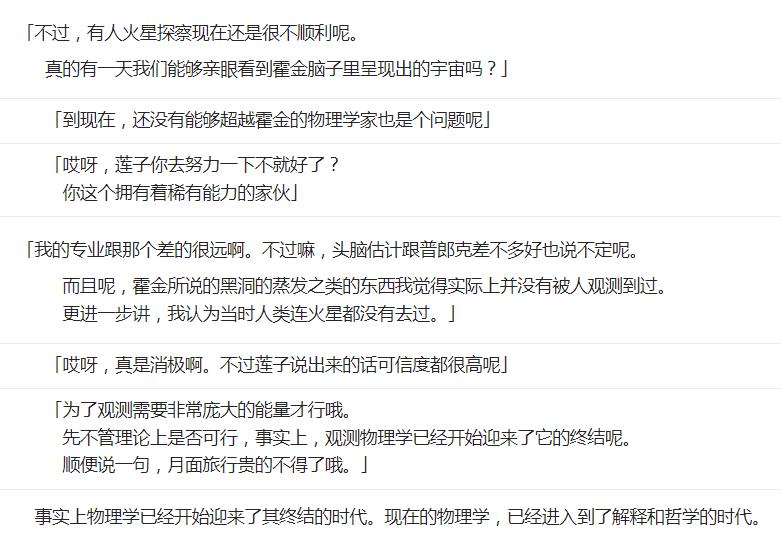 「不过，有人火星探察现在还是很不顺利呢。
真的有一天我们能够亲眼看到霍金脑子里呈现出的宇宙吗？」
「到现在，还没有能够超越霍金的物理学家也是个问题呢」
「哎呀，莲子你去努力一下不就好了？
你这个拥有着稀有能力的家伙」
「我的专业跟那个差的很远啊。不过嘛，头脑估计跟普郎克差不多好也说不定呢。
而且呢，霍金所说的黑洞的蒸发之类的东西我觉得实际上并没有被人观测到过。
更进一步讲，我认为当时人类连火星都没有去过。」
「哎呀，真是消极啊。不过莲子说出来的话可信度都很高呢」
「为了观测需要非常庞大的能量才行哦。
先不管理论上是否可行，事实上，观测物理学已经开始迎来了它的终结呢。
顺便说一句，月面旅行贵的不得了哦。」
事实上物理学已经开始迎来了其终结的时代。现在的物理学，已经进入到了解释和哲学的时代。